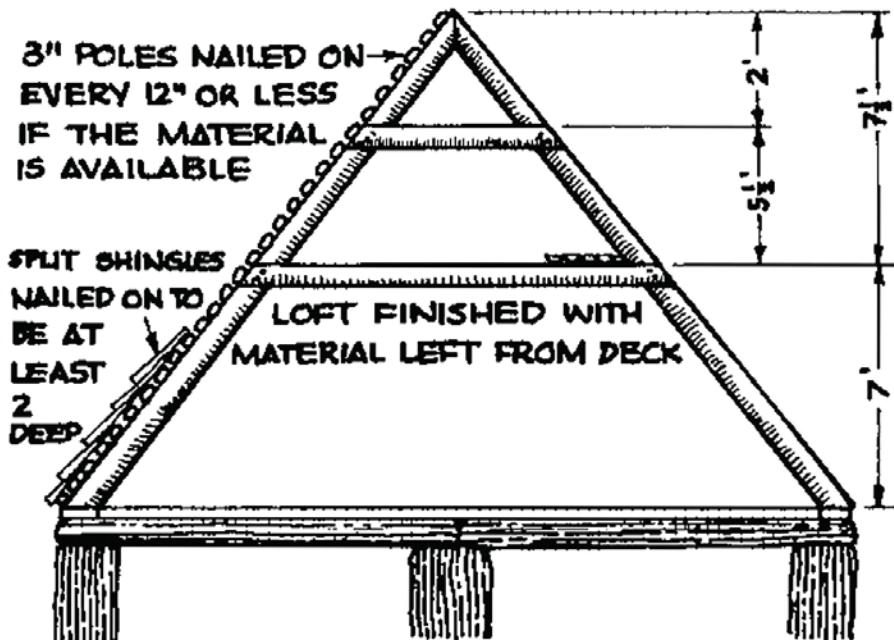 3" POLES NAILED ON
EVERY 12" OR LESS
IF THE MATERIAL
IS AVAILABLE
2'
7½'
5½'
SPLIT SHINGLES
NAILED ON TO
BE AT
LEAST
2
DEEP
LOFT FINISHED WITH
MATERIAL LEFT FROM DECK
7'